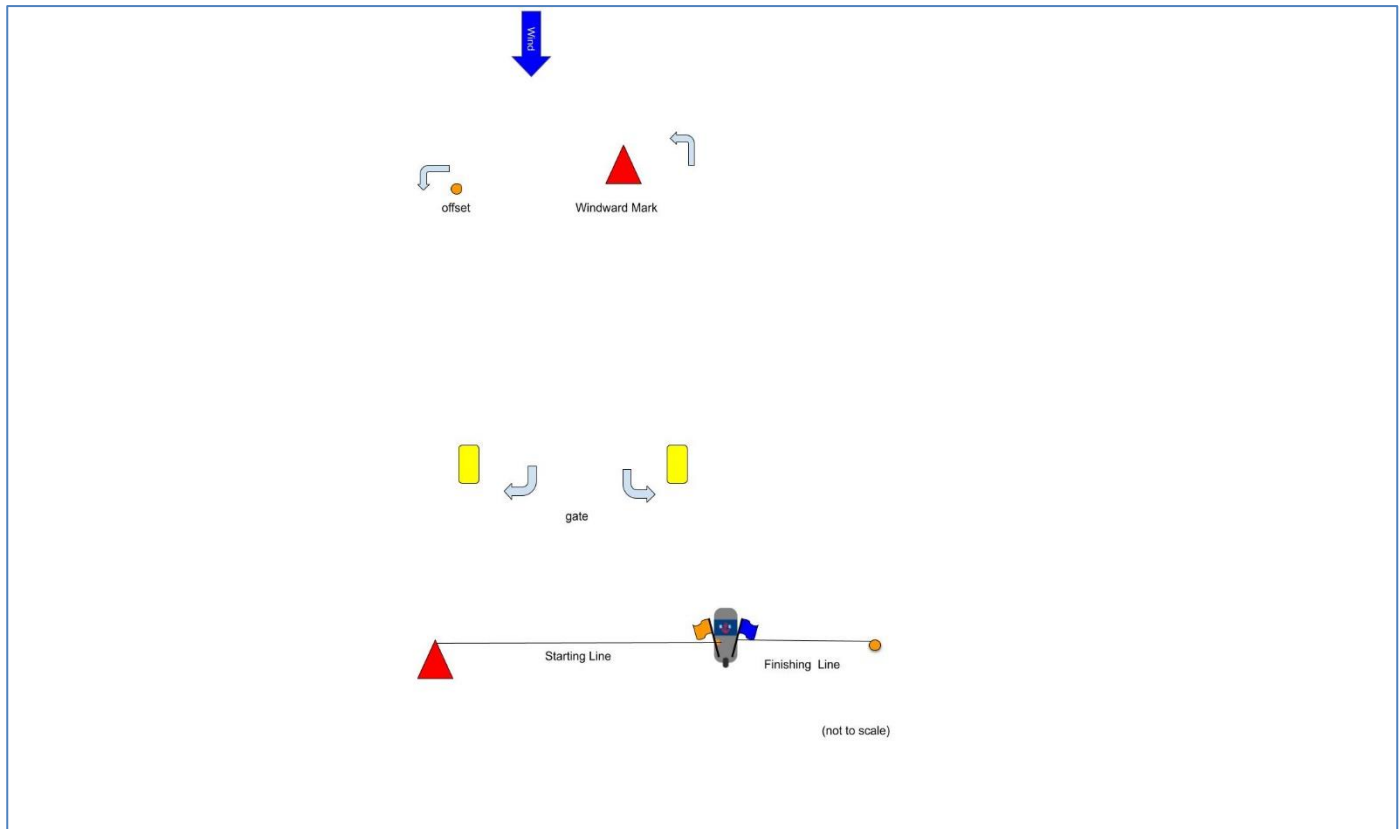 Wind
offset
Windward Mark
gate
Starting Line
Finishing Line
(not to scale)